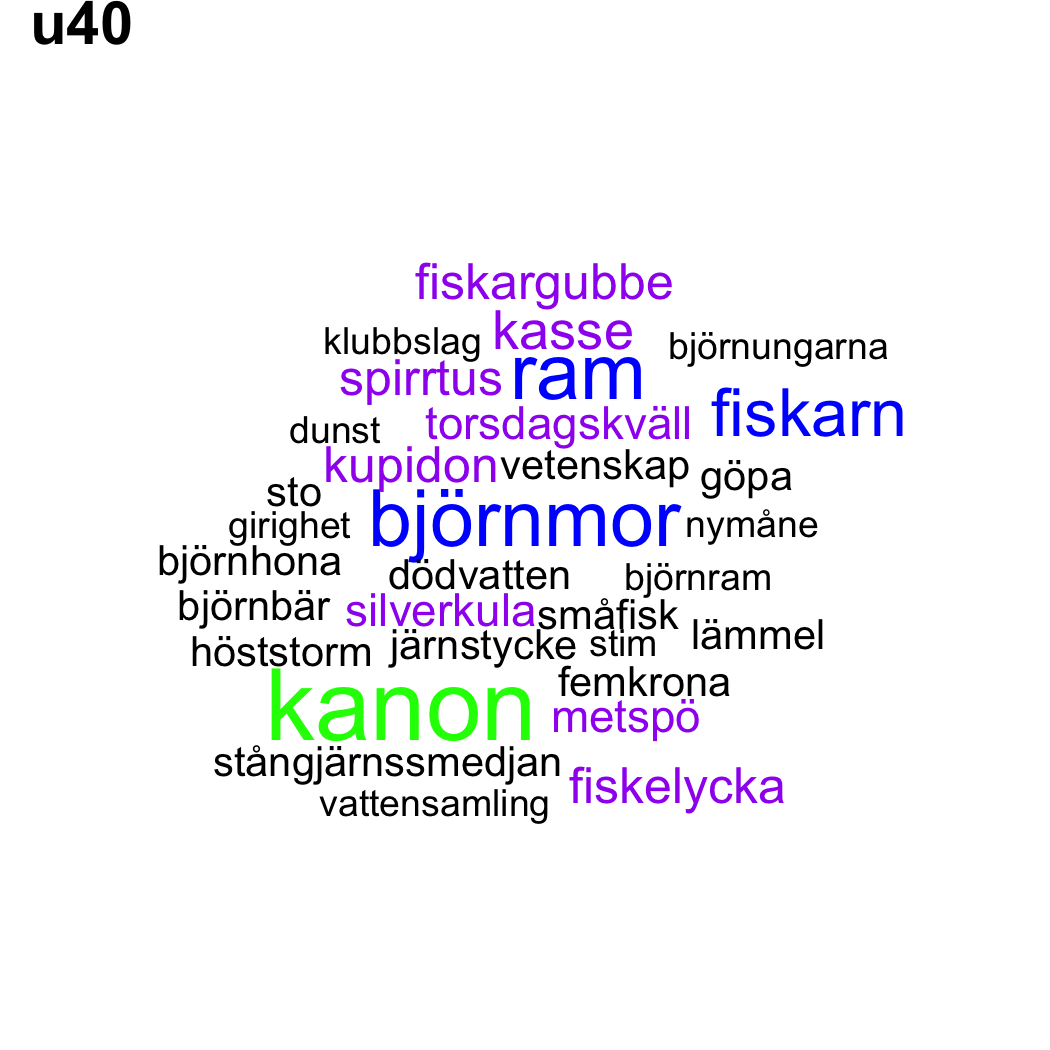 u40
fiskargubbe
klubbslag kasse björnungarna
spirrtus ram
dunst torsdagskväll fiskarn
kupidon vetenskap göpa
sto
girighet björnmor nymåne
björnhona dödvatten björnram
björnbär silverkula småfisk
höststorm järnstycke stim lämmel
kanon femkrona
metspö
stångjärnssmedjan
vattensamling fiskelycka